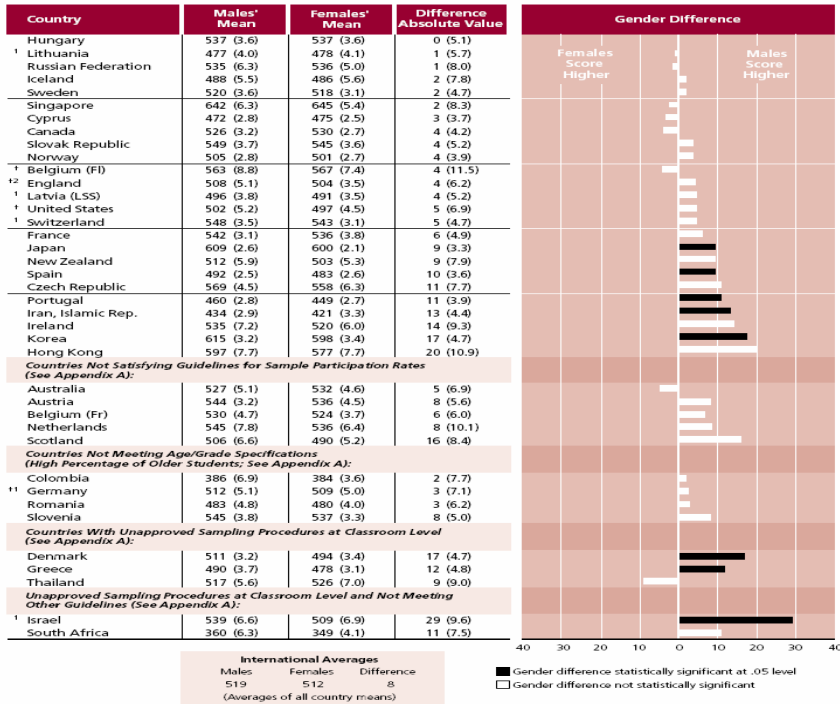 Country Males' Mean Females' Mean Difference Absolute Value Gender Difference
Hungary 537 (3.6) 537 (3.6) 0 (5.1)
¹ Lithuania 477 (4.0) 478 (4.1) 1 (5.7)
Russian Federation 535 (6.3) 536 (5.0) 1 (8.0)
Iceland 488 (5.5) 486 (5.6) 2 (7.8)
Sweden 520 (3.6) 518 (3.1) 2 (4.7)
Females Score Higher Males Score Higher
Singapore 642 (6.3) 645 (5.4) 2 (8.3)
Cyprus 472 (2.8) 475 (2.5) 3 (3.7)
Canada 526 (3.2) 530 (2.7) 4 (4.2)
Slovak Republic 549 (3.7) 545 (3.6) 4 (5.2)
Norway 505 (2.8) 501 (2.7) 4 (3.9)
† Belgium (Fl) 563 (8.8) 567 (7.4) 4 (11.5)
†2 England 508 (5.1) 504 (3.5) 4 (6.2)
¹ Latvia (LSS) 496 (3.8) 491 (3.5) 4 (5.2)
† United States 502 (5.2) 497 (4.5) 5 (6.9)
¹ Switzerland 548 (3.5) 543 (3.1) 5 (4.7)
France 542 (3.1) 536 (3.8) 6 (4.9)
Japan 609 (2.6) 600 (2.1) 9 (3.3)
New Zealand 512 (5.9) 503 (5.3) 9 (7.9)
Spain 492 (2.5) 483 (2.6) 10 (3.6)
Czech Republic 569 (4.5) 558 (6.3) 11 (7.7)
Portugal 460 (2.8) 449 (2.7) 11 (3.9)
Iran, Islamic Rep. 434 (2.9) 421 (3.3) 13 (4.4)
Ireland 535 (7.2) 520 (6.0) 14 (9.3)
Korea 615 (3.2) 598 (3.4) 17 (4.7)
Hong Kong 597 (7.7) 577 (7.7) 20 (10.9)
Countries Not Satisfying Guidelines for Sample Participation Rates
(See Appendix A):
Australia 527 (5.1) 532 (4.6) 5 (6.9)
Austria 544 (3.2) 536 (4.5) 8 (5.6)
Belgium (Fr) 530 (4.7) 524 (3.7) 6 (6.0)
Netherlands 545 (7.8) 536 (6.4) 8 (10.1)
Scotland 506 (6.6) 490 (5.2) 16 (8.4)
Countries Not Meeting Age/Grade Specifications
(High Percentage of Older Students; See Appendix A):
Colombia 386 (6.9) 384 (3.6) 2 (7.7)
†1 Germany 512 (5.1) 509 (5.0) 3 (7.1)
Romania 483 (4.8) 480 (4.0) 3 (6.2)
Slovenia 545 (3.8) 537 (3.3) 8 (5.0)
Countries With Unapproved Sampling Procedures at Classroom Level
(See Appendix A):
Denmark 511 (3.2) 494 (3.4) 17 (4.7)
Greece 490 (3.7) 478 (3.1) 12 (4.8)
Thailand 517 (5.6) 526 (7.0) 9 (9.0)
Unapproved Sampling Procedures at Classroom Level and Not Meeting
Other Guidelines (See Appendix A):
¹ Israel 539 (6.6) 509 (6.9) 29 (9.6)
South Africa 360 (6.3) 349 (4.1) 11 (7.5)
40 30 20 10 0 10 20 30 40
International Averages
Males Females Difference
519 512 8
(Averages of all country means)
Gender difference statistically significant at .05 level
Gender difference not statistically significant